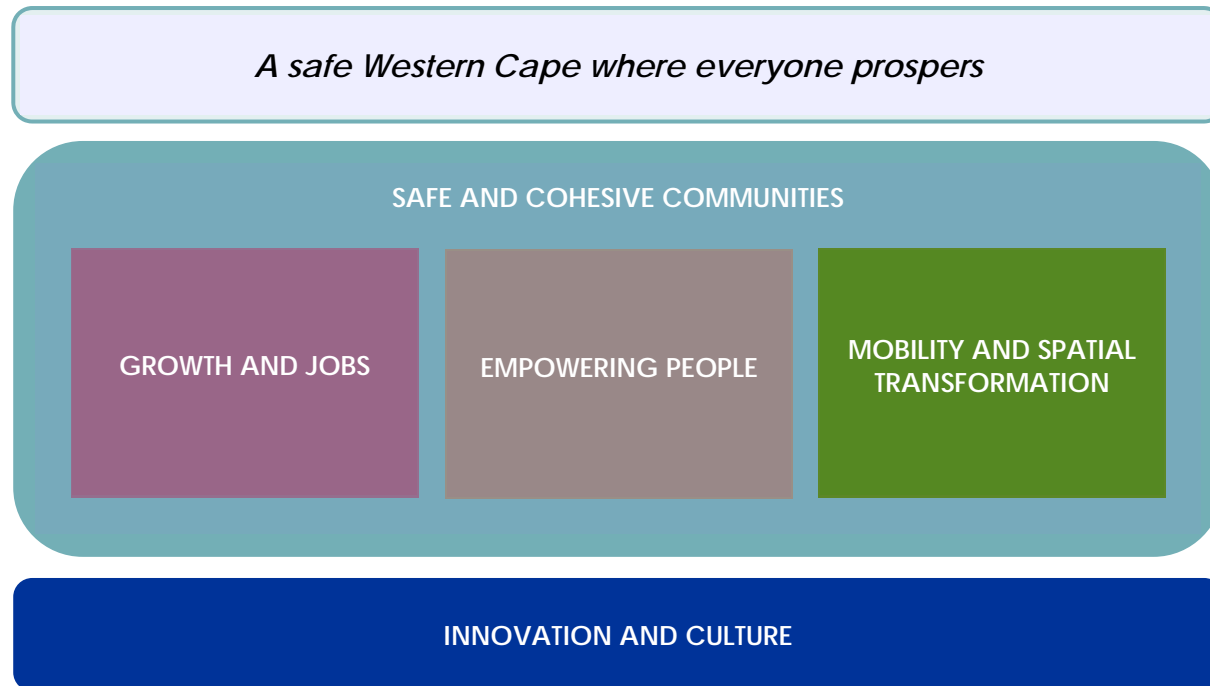 A safe Western Cape where everyone prospers
SAFE AND COHESIVE COMMUNITIES
GROWTH AND JOBS
EMPOWERING PEOPLE
MOBILITY AND SPATIAL
TRANSFORMATION
INNOVATION AND CULTURE